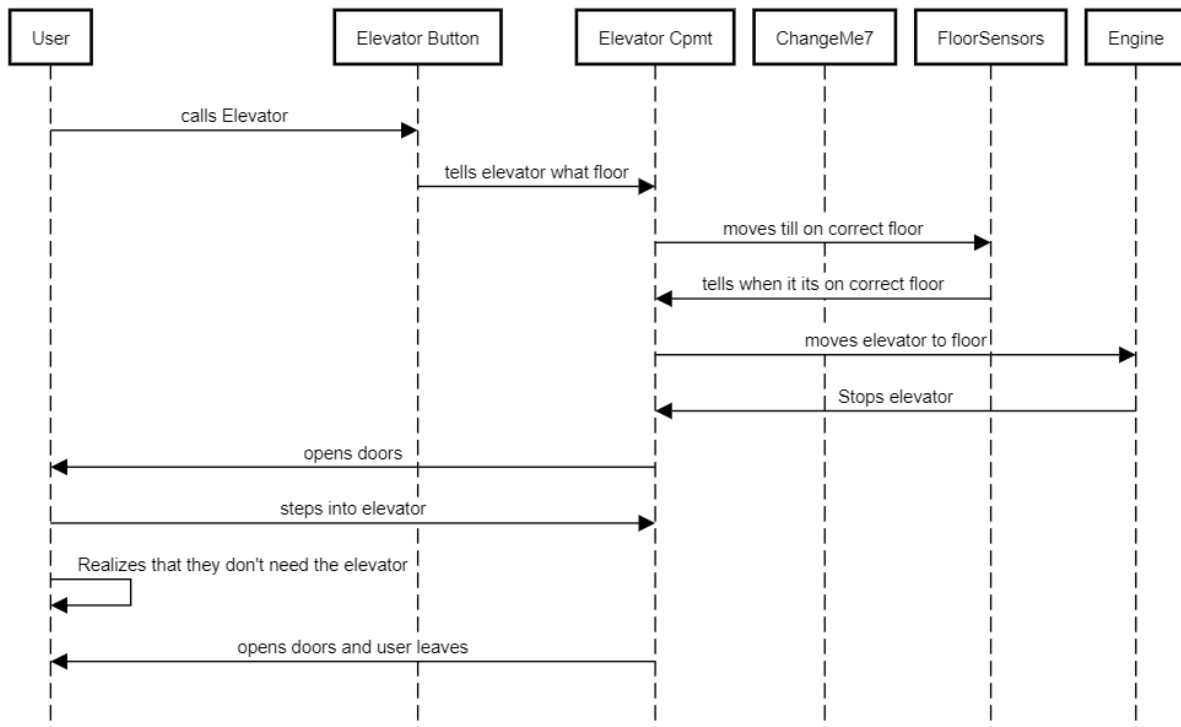 User
Elevator Button
Elevator Cpmt
ChangeMe7
FloorSensors
Engine
calls Elevator
tells elevator what floor
moves till on correct floor
tells when it its on correct floor
moves elevator to floor
Stops elevator
opens doors
steps into elevator
Realizes that they don't need the elevator
opens doors and user leaves